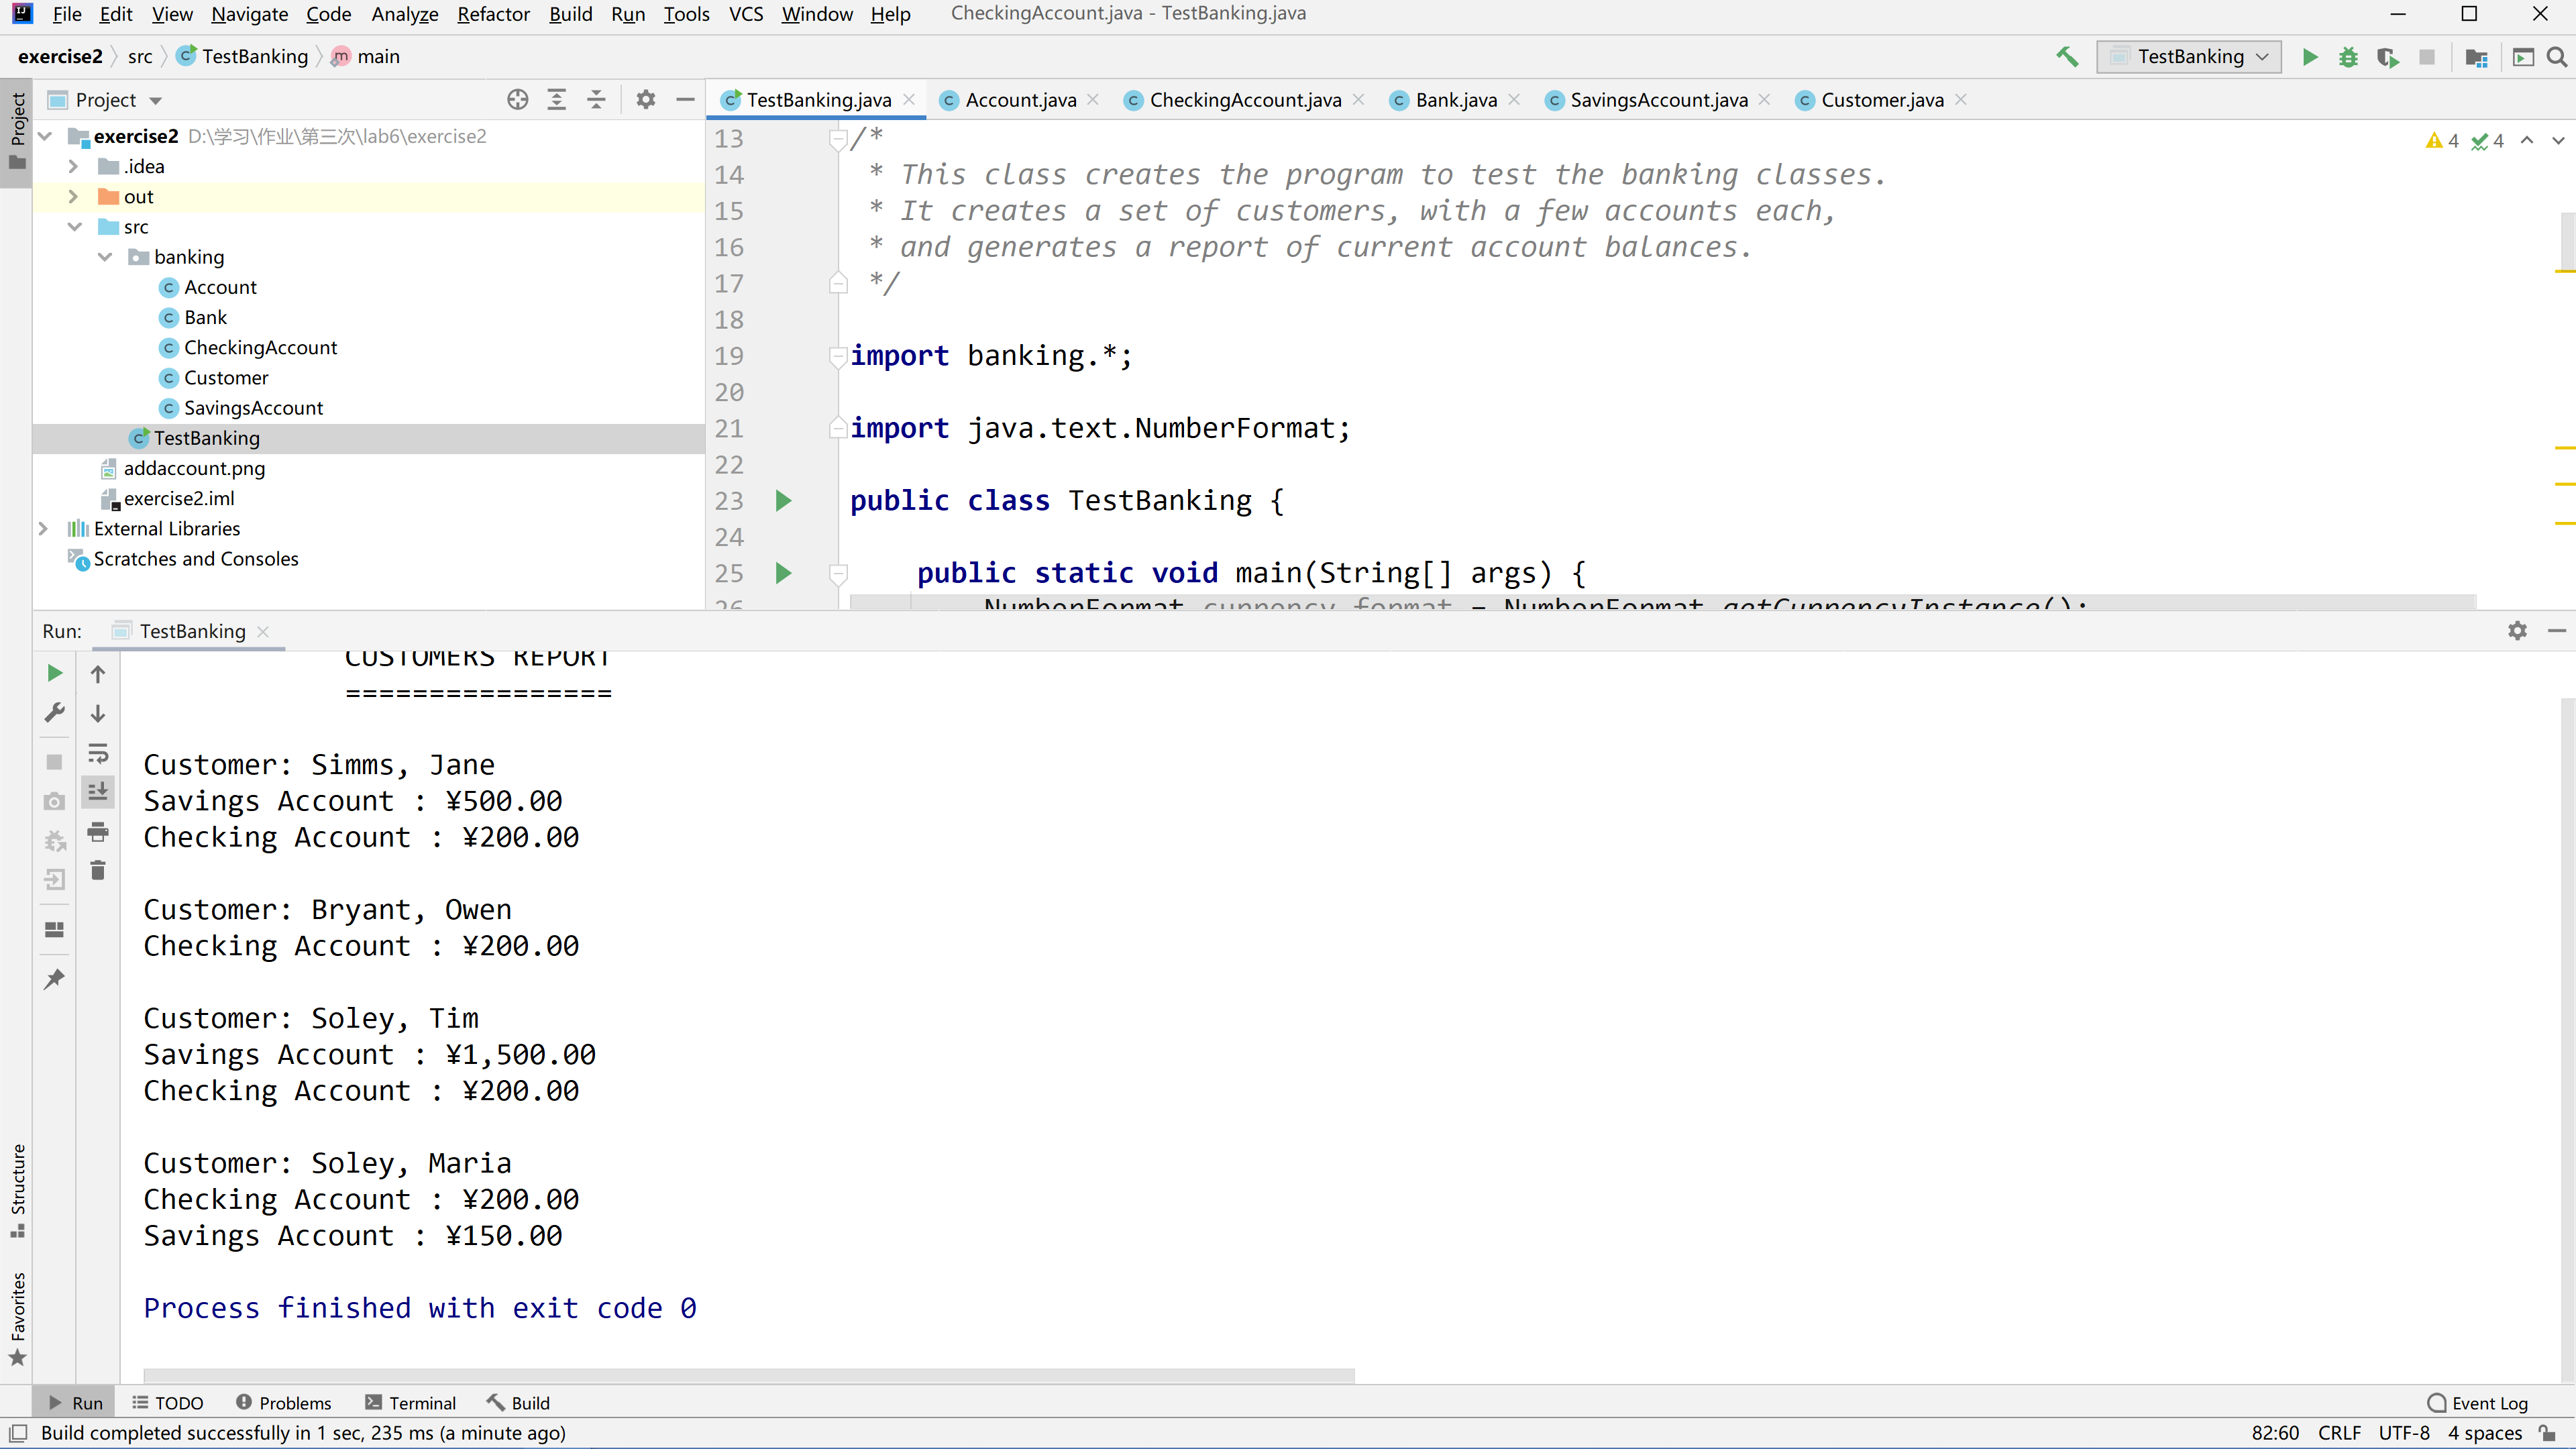 File Edit View Navigate Code Analyze Refactor Build Run Tools VCS Window Help CheckingAccount.java - TestBanking.java
exercise2 src TestBanking main TestBanking
Project
Project
TestBanking.java Account.java CheckingAccount.java Bank.java SavingsAccount.java Customer.java
exercise2 D:\学习\作业\第三次\lab6\exercise2
.idea
out
src
banking
Account
Bank
CheckingAccount
Customer
SavingsAccount
TestBanking
addaccount.png
exercise2.iml
External Libraries
Scratches and Consoles
4 4
13 /*
14 * This class creates the program to test the banking classes.
15 * It creates a set of customers, with a few accounts each,
16 * and generates a report of current account balances.
17 */
18
19 import banking.*;
20
21 import java.text.NumberFormat;
22
23 public class TestBanking {
24
25 public static void main(String[] args) {
26 NumberFormat currency_format = NumberFormat.getCurrencyInstance();
Run: TestBanking
CUSTOMERS REPORT
================
Customer: Simms, Jane
Savings Account : ¥500.00
Checking Account : ¥200.00
Customer: Bryant, Owen
Checking Account : ¥200.00
Customer: Soley, Tim
Savings Account : ¥1,500.00
Checking Account : ¥200.00
Customer: Soley, Maria
Checking Account : ¥200.00
Savings Account : ¥150.00
Process finished with exit code 0
Structure
Favorites
Run TODO Problems Terminal Build Event Log
Build completed successfully in 1 sec, 235 ms (a minute ago) 82:60 CRLF UTF-8 4 spaces